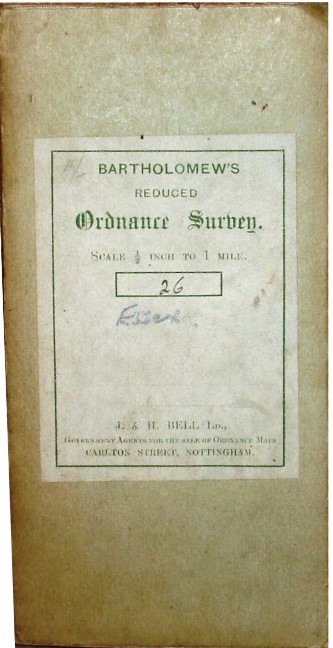 BARTHOLOMEW'S
REDUCED
Ordnance Survey.
SCALE ½ INCH TO 1 MILE.
26
Essex
J. & H. BELL LD.,
GOVERNMENT AGENTS FOR THE SALE OF ORDNANCE MAPS
CARLTON STREET, NOTTINGHAM.